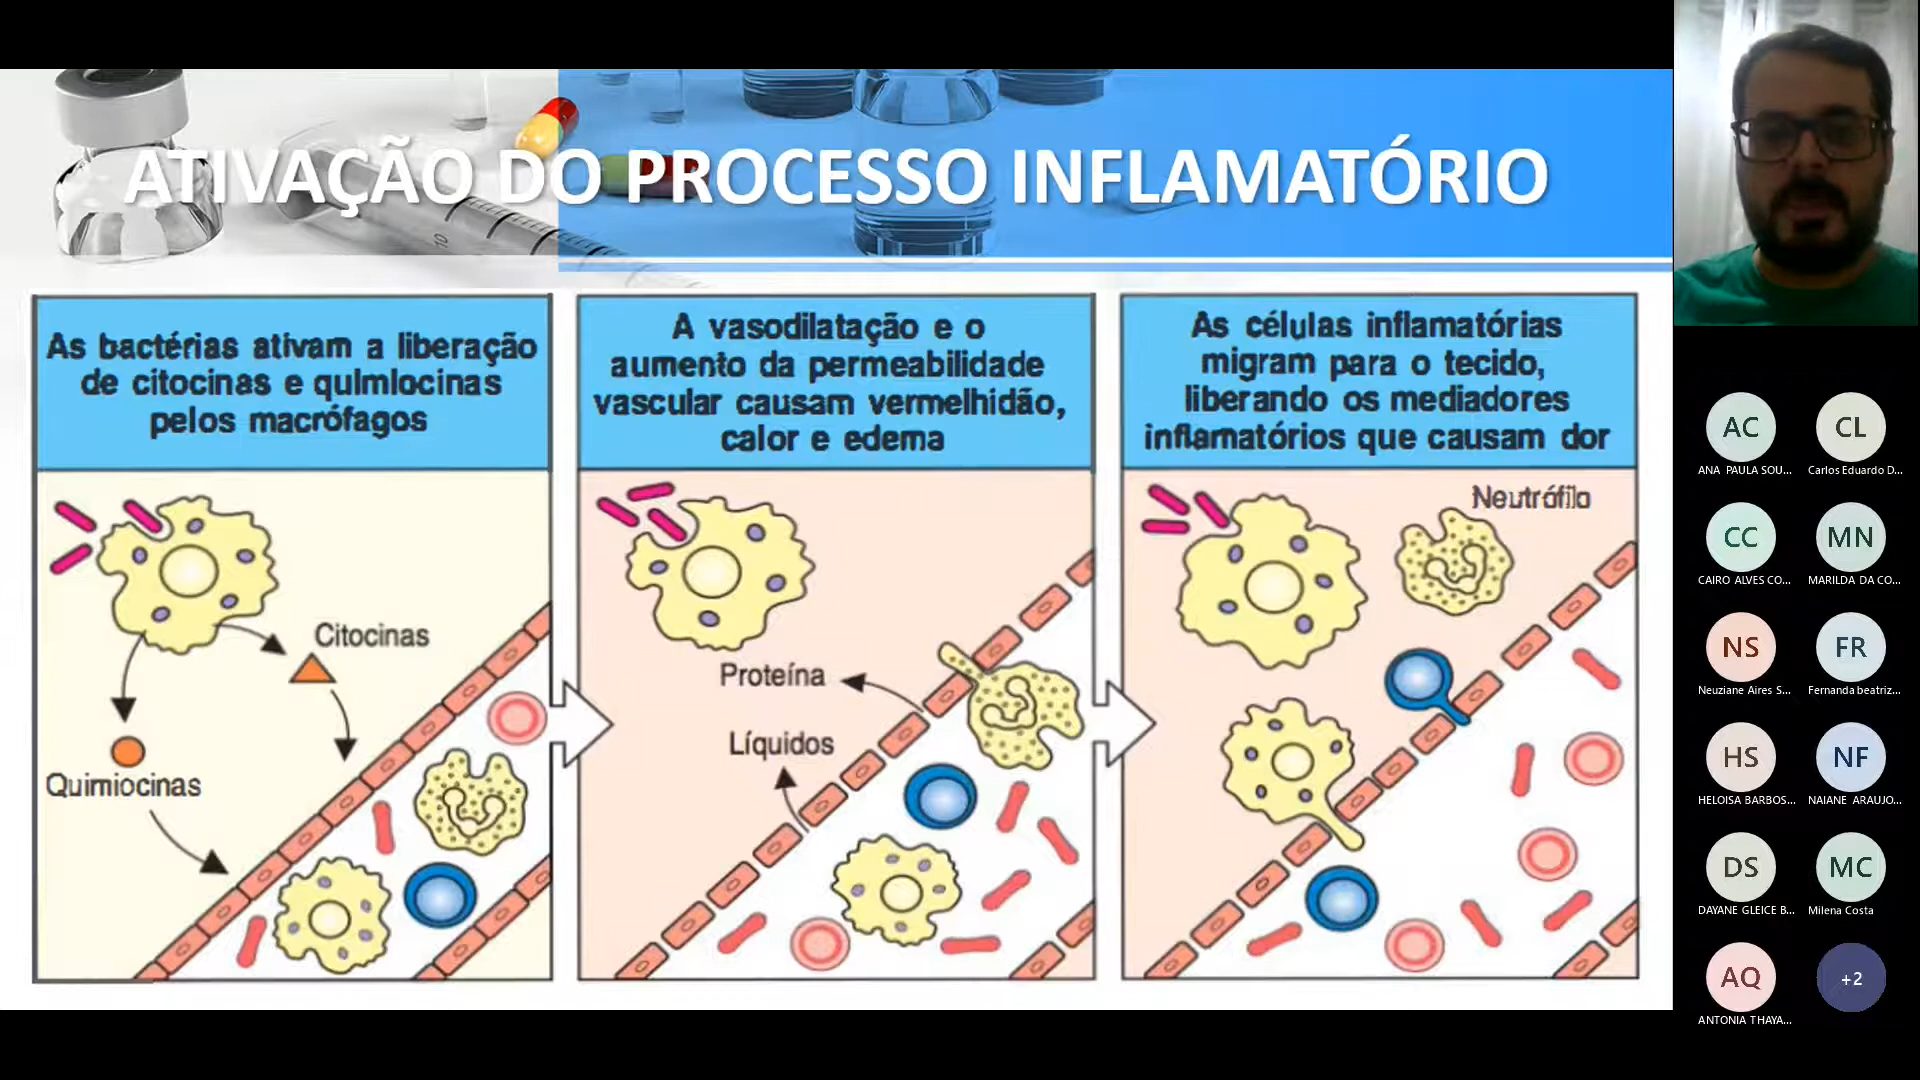 ATIVAÇÃO DO PROCESSO INFLAMATÓRIO
As bactérias ativam a liberação
de citocinas e quimiocinas
pelos macrófagos
Citocinas
Quimiocinas
A vasodilatação e o
aumento da permeabilidade
vascular causam vermelhidão,
calor e edema
Proteína
Líquidos
As células inflamatórias
migram para o tecido,
liberando os mediadores
inflamatórios que causam dor
Neutrófilo
AC
ANA PAULA SOU...
CL
Carlos Eduardo D...
CC
CAIRO ALVES CO...
MN
MARILDA DA CO...
NS
Neuziane Aires S...
FR
Fernanda beatriz...
HS
HELOISA BARBOS...
NF
NAIANE ARAUJO...
DS
DAYANE GLEICE B...
MC
Milena Costa
AQ
ANTONIA THAYA...
+2